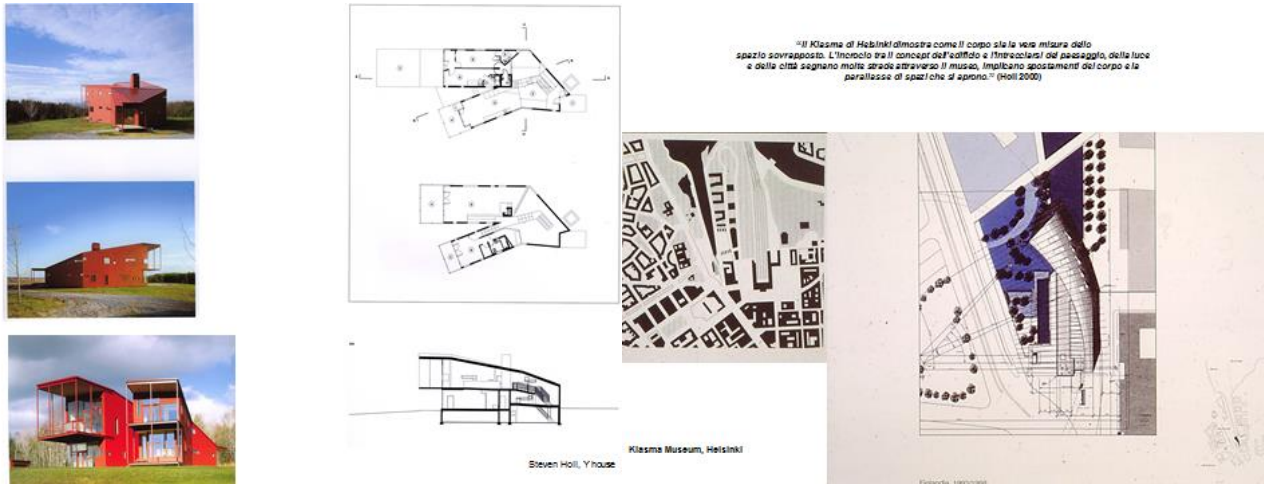 "Il Kiasma di Helsinki dimostra come il corpo sia la vera misura dello
spazio sovrapposto. L'incrocio tra il concept dell'edificio e l'intrecciarsi del paesaggio, della luce
e della città segnano molte strade attraverso il museo, implicano spostamenti del corpo e la
parallasse di spazi che si aprono." (Holl 2000)
Kiasma Museum, Helsinki
Steven Holl, Y house